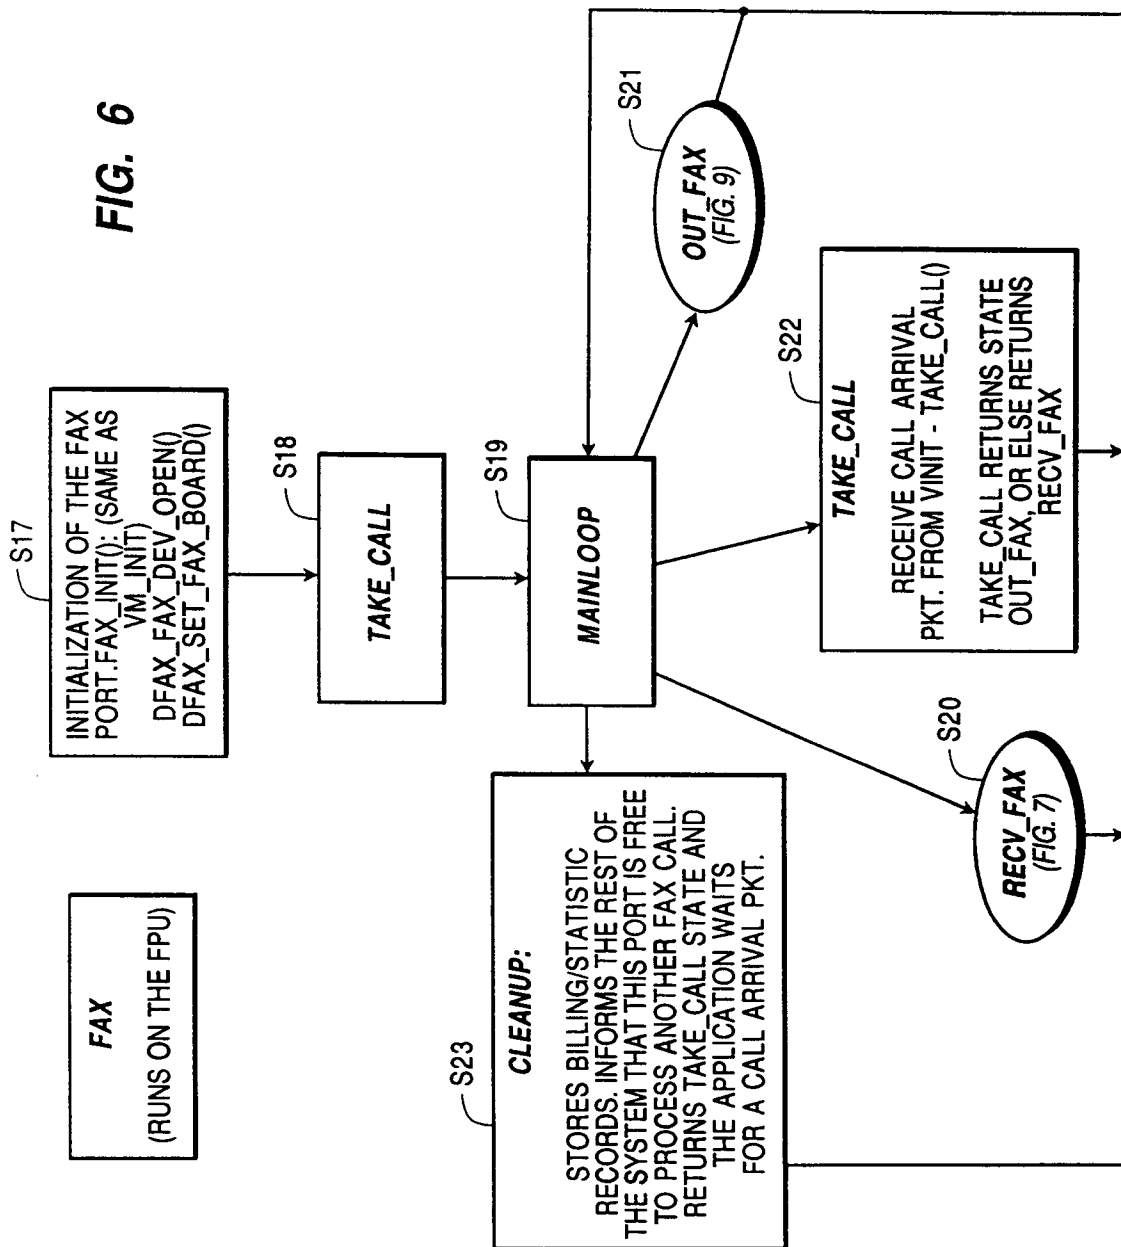 FIG. 6
FAX
(RUNS ON THE FPU)
S17
INITIALIZATION OF THE FAX
PORT.FAX_INIT(); (SAME AS
VM_INIT)
DFAX_FAX_DEV_OPEN()
DFAX_SET_FAX_BOARD()
S18
TAKE_CALL
S19
MAINLOOP
S23
CLEANUP:
STORES BILLING/STATISTIC
RECORDS. INFORMS THE REST OF
THE SYSTEM THAT THIS PORT IS FREE
TO PROCESS ANOTHER FAX CALL.
RETURNS TAKE_CALL STATE AND
THE APPLICATION WAITS
FOR A CALL ARRIVAL PKT.
S20
RECV_FAX
(FIG. 7)
S22
TAKE_CALL
RECEIVE CALL ARRIVAL
PKT. FROM VINIT - TAKE_CALL()
TAKE_CALL RETURNS STATE
OUT_FAX, OR ELSE RETURNS
RECV_FAX
S21
OUT_FAX
(FIG. 9)